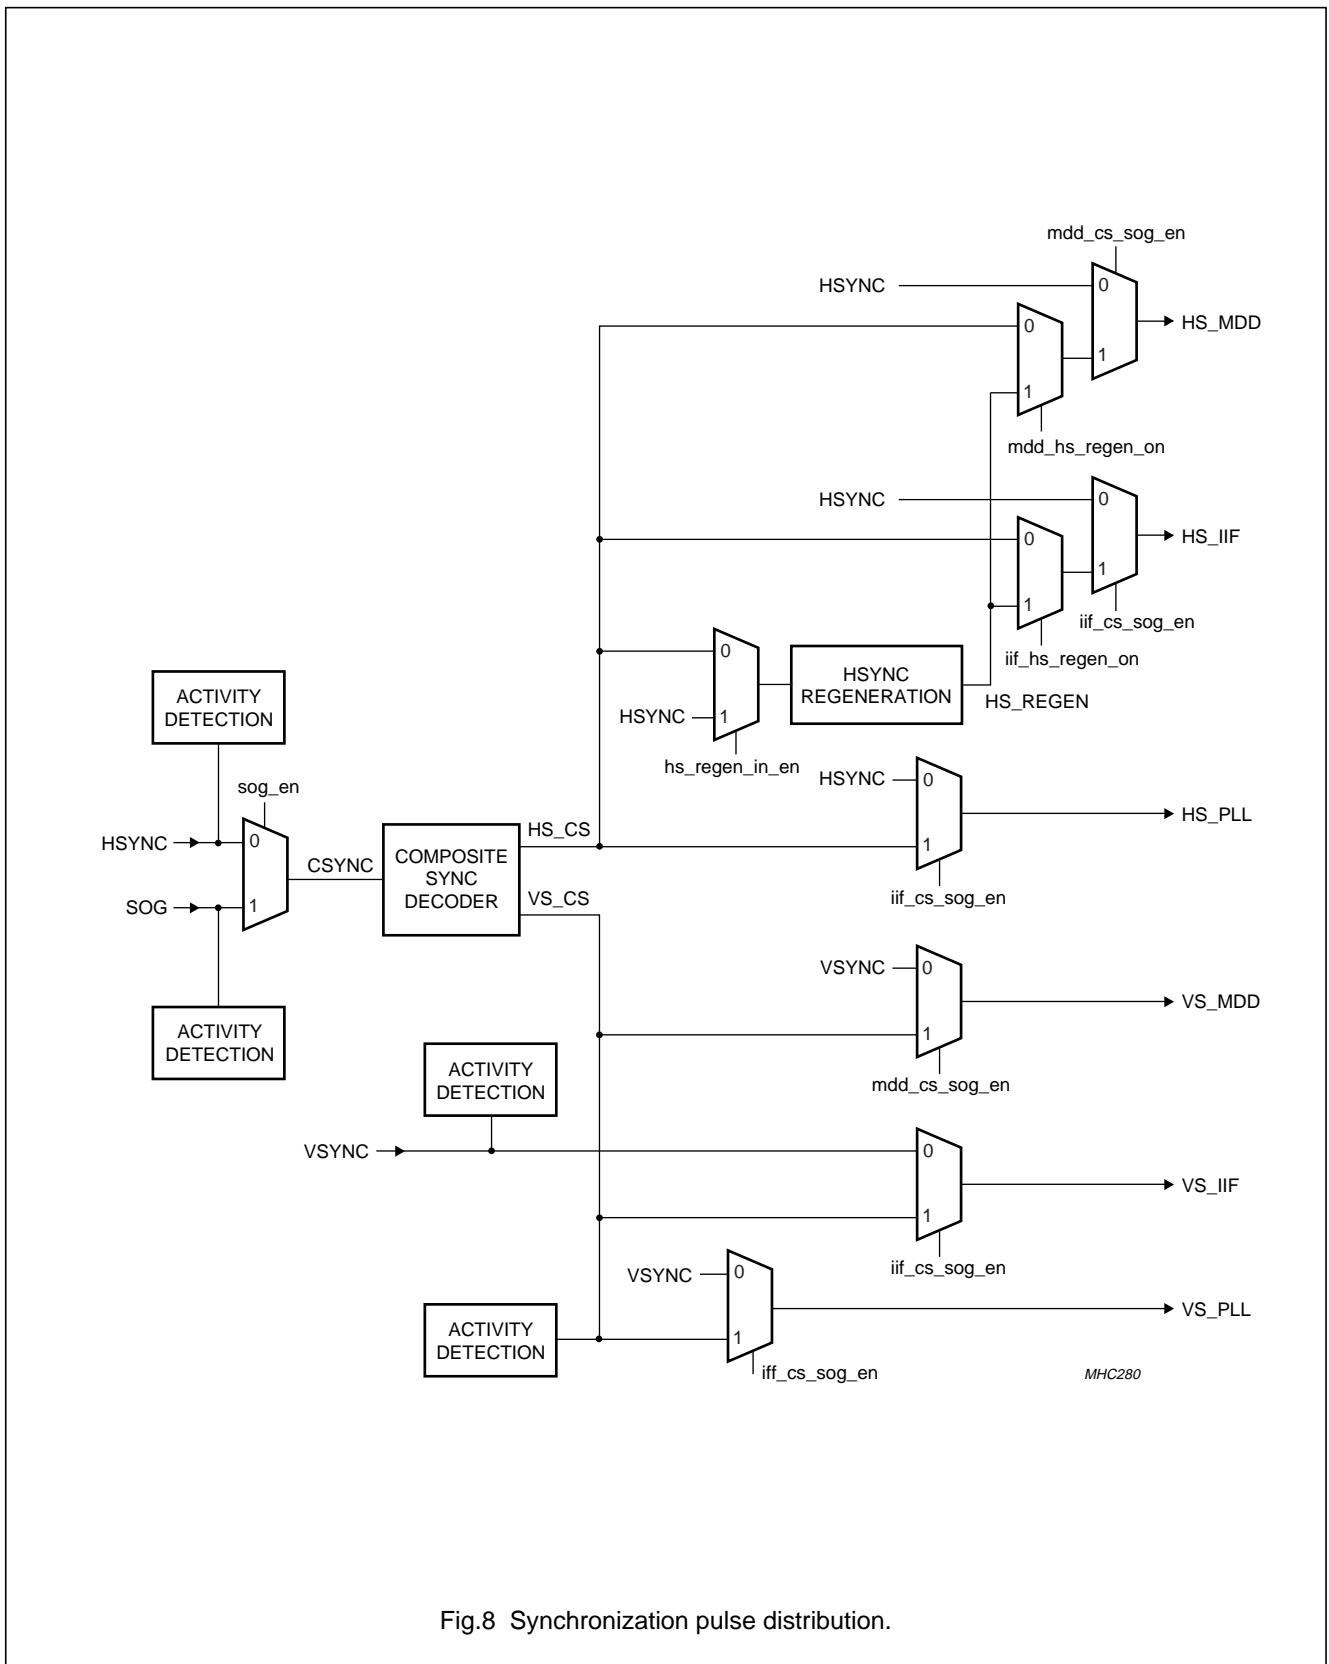 mdd_cs_sog_en
HSYNC
0
HS_MDD
0
1
1
mdd_hs_regen_on
HSYNC
0
HS_IIF
0
1
1
iif_cs_sog_en
iif_hs_regen_on
0
HSYNC
REGENERATION
HS_REGEN
HSYNC
1
hs_regen_in_en
ACTIVITY
DETECTION
sog_en
HSYNC
0
HS_PLL
HSYNC
0
CSYNC
COMPOSITE
SYNC
DECODER
HS_CS
1
iif_cs_sog_en
SOG
1
VS_CS
VSYNC
0
VS_MDD
1
mdd_cs_sog_en
ACTIVITY
DETECTION
ACTIVITY
DETECTION
VSYNC
0
VS_IIF
1
iif_cs_sog_en
VSYNC
0
VS_PLL
ACTIVITY
DETECTION
1
iff_cs_sog_en
MHC280
Fig.8 Synchronization pulse distribution.